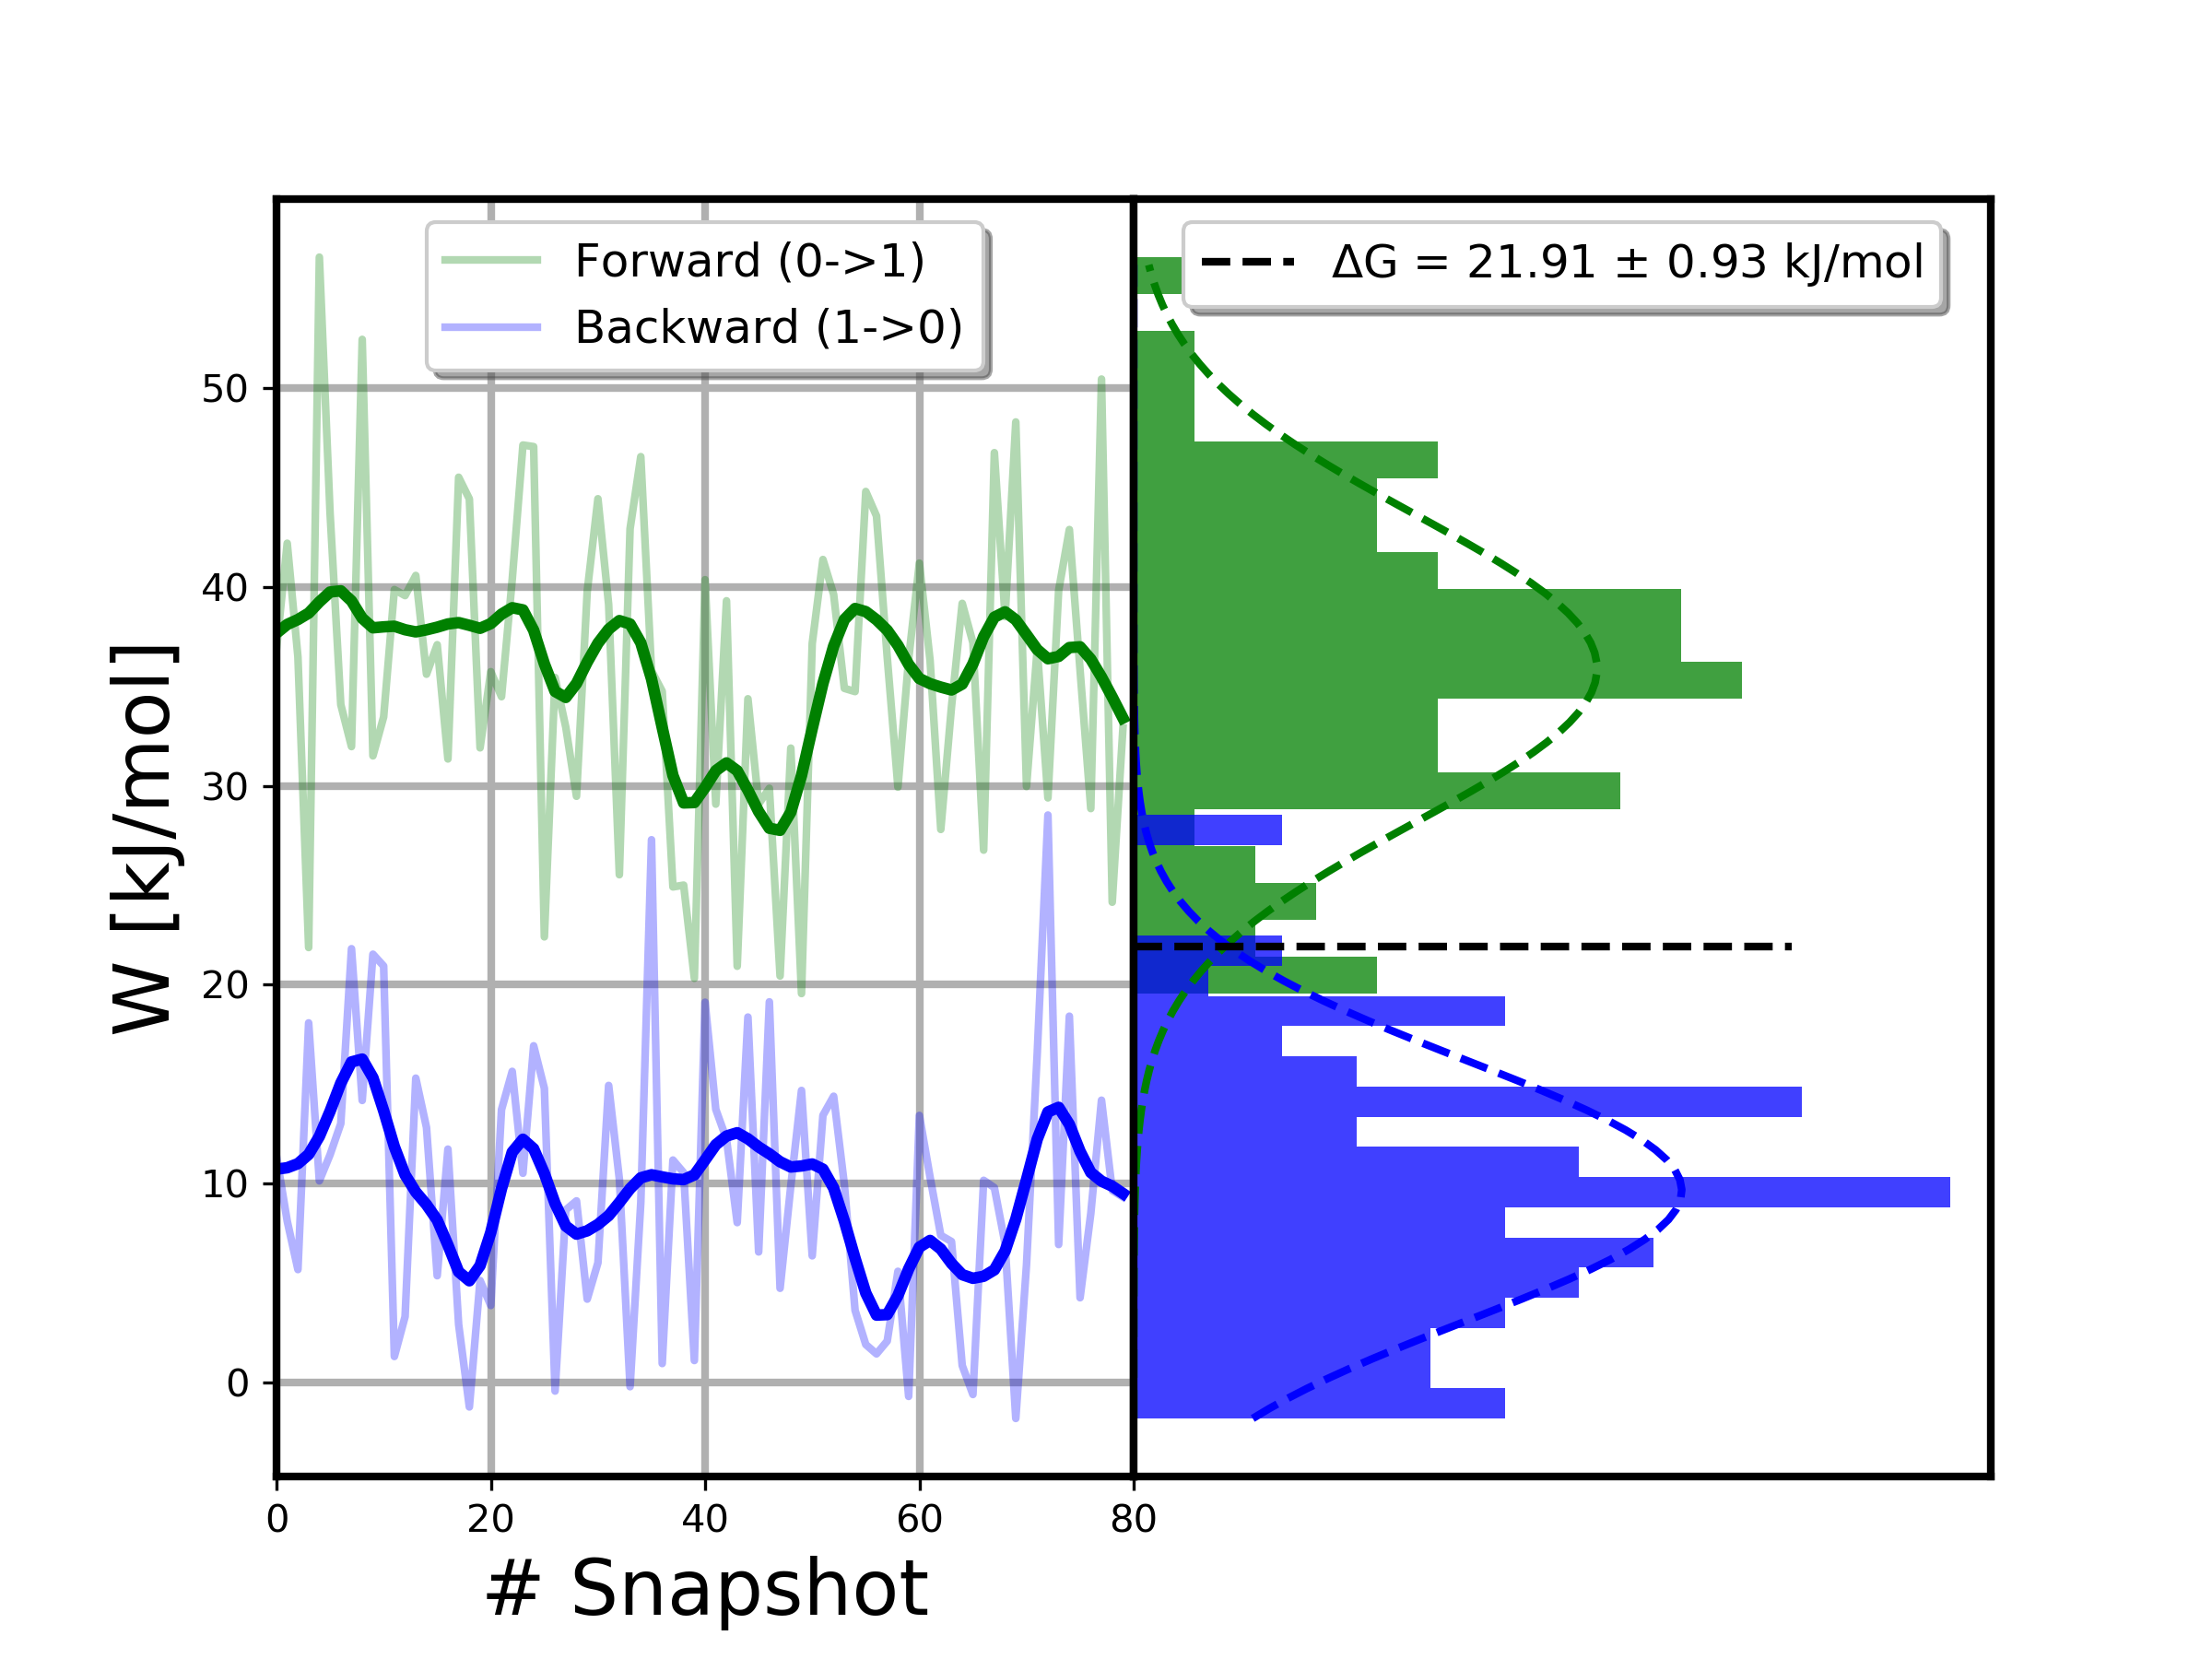 Forward (0->1)
Backward (1->0)
ΔG = 21.91 ± 0.93 kJ/mol
W [kJ/mol]
50
40
30
20
10
0
0 20 40 60 80
# Snapshot